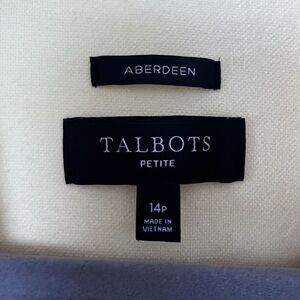 ABERDEEN
TALBOTS
PETITE
14P
MADE IN
VIETNAM